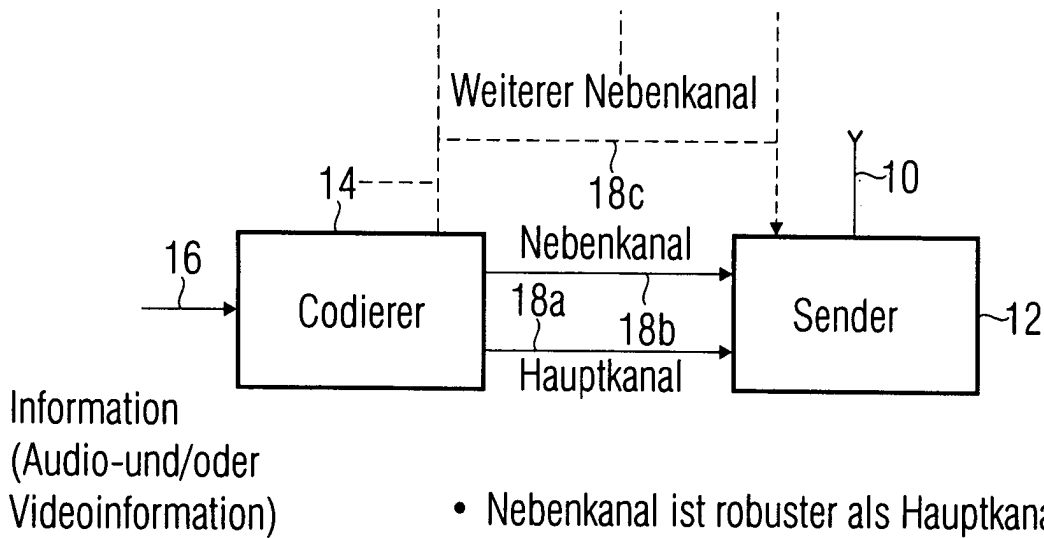 Weiterer Nebenkanal
14
18c
10
16
Nebenkanal
Codierer
18a
18b
Sender
12
Hauptkanal
Information
(Audio-und/oder
Videoinformation)
• Nebenkanal ist robuster als